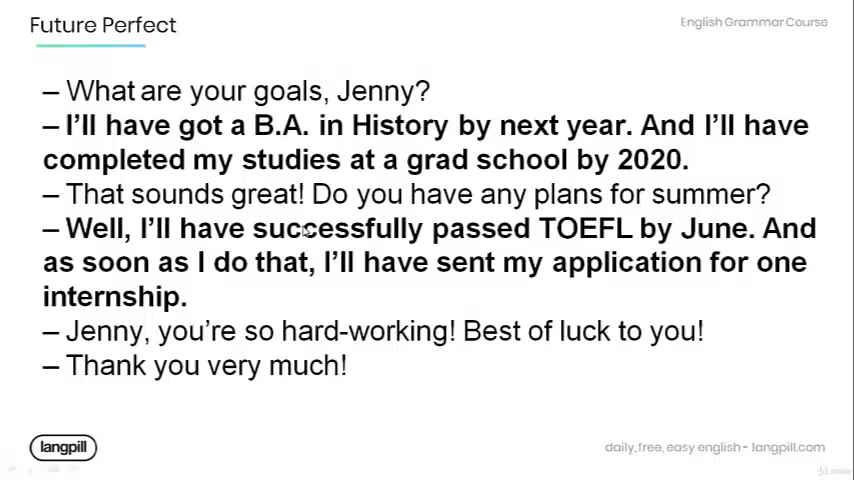 Future Perfect
English Grammar Course
– What are your goals, Jenny?
– I’ll have got a B.A. in History by next year. And I’ll have
completed my studies at a grad school by 2020.
– That sounds great! Do you have any plans for summer?
– Well, I’ll have successfully passed TOEFL by June. And
as soon as I do that, I’ll have sent my application for one
internship.
– Jenny, you’re so hard-working! Best of luck to you!
– Thank you very much!
langpill
daily, free, easy english - langpill.com